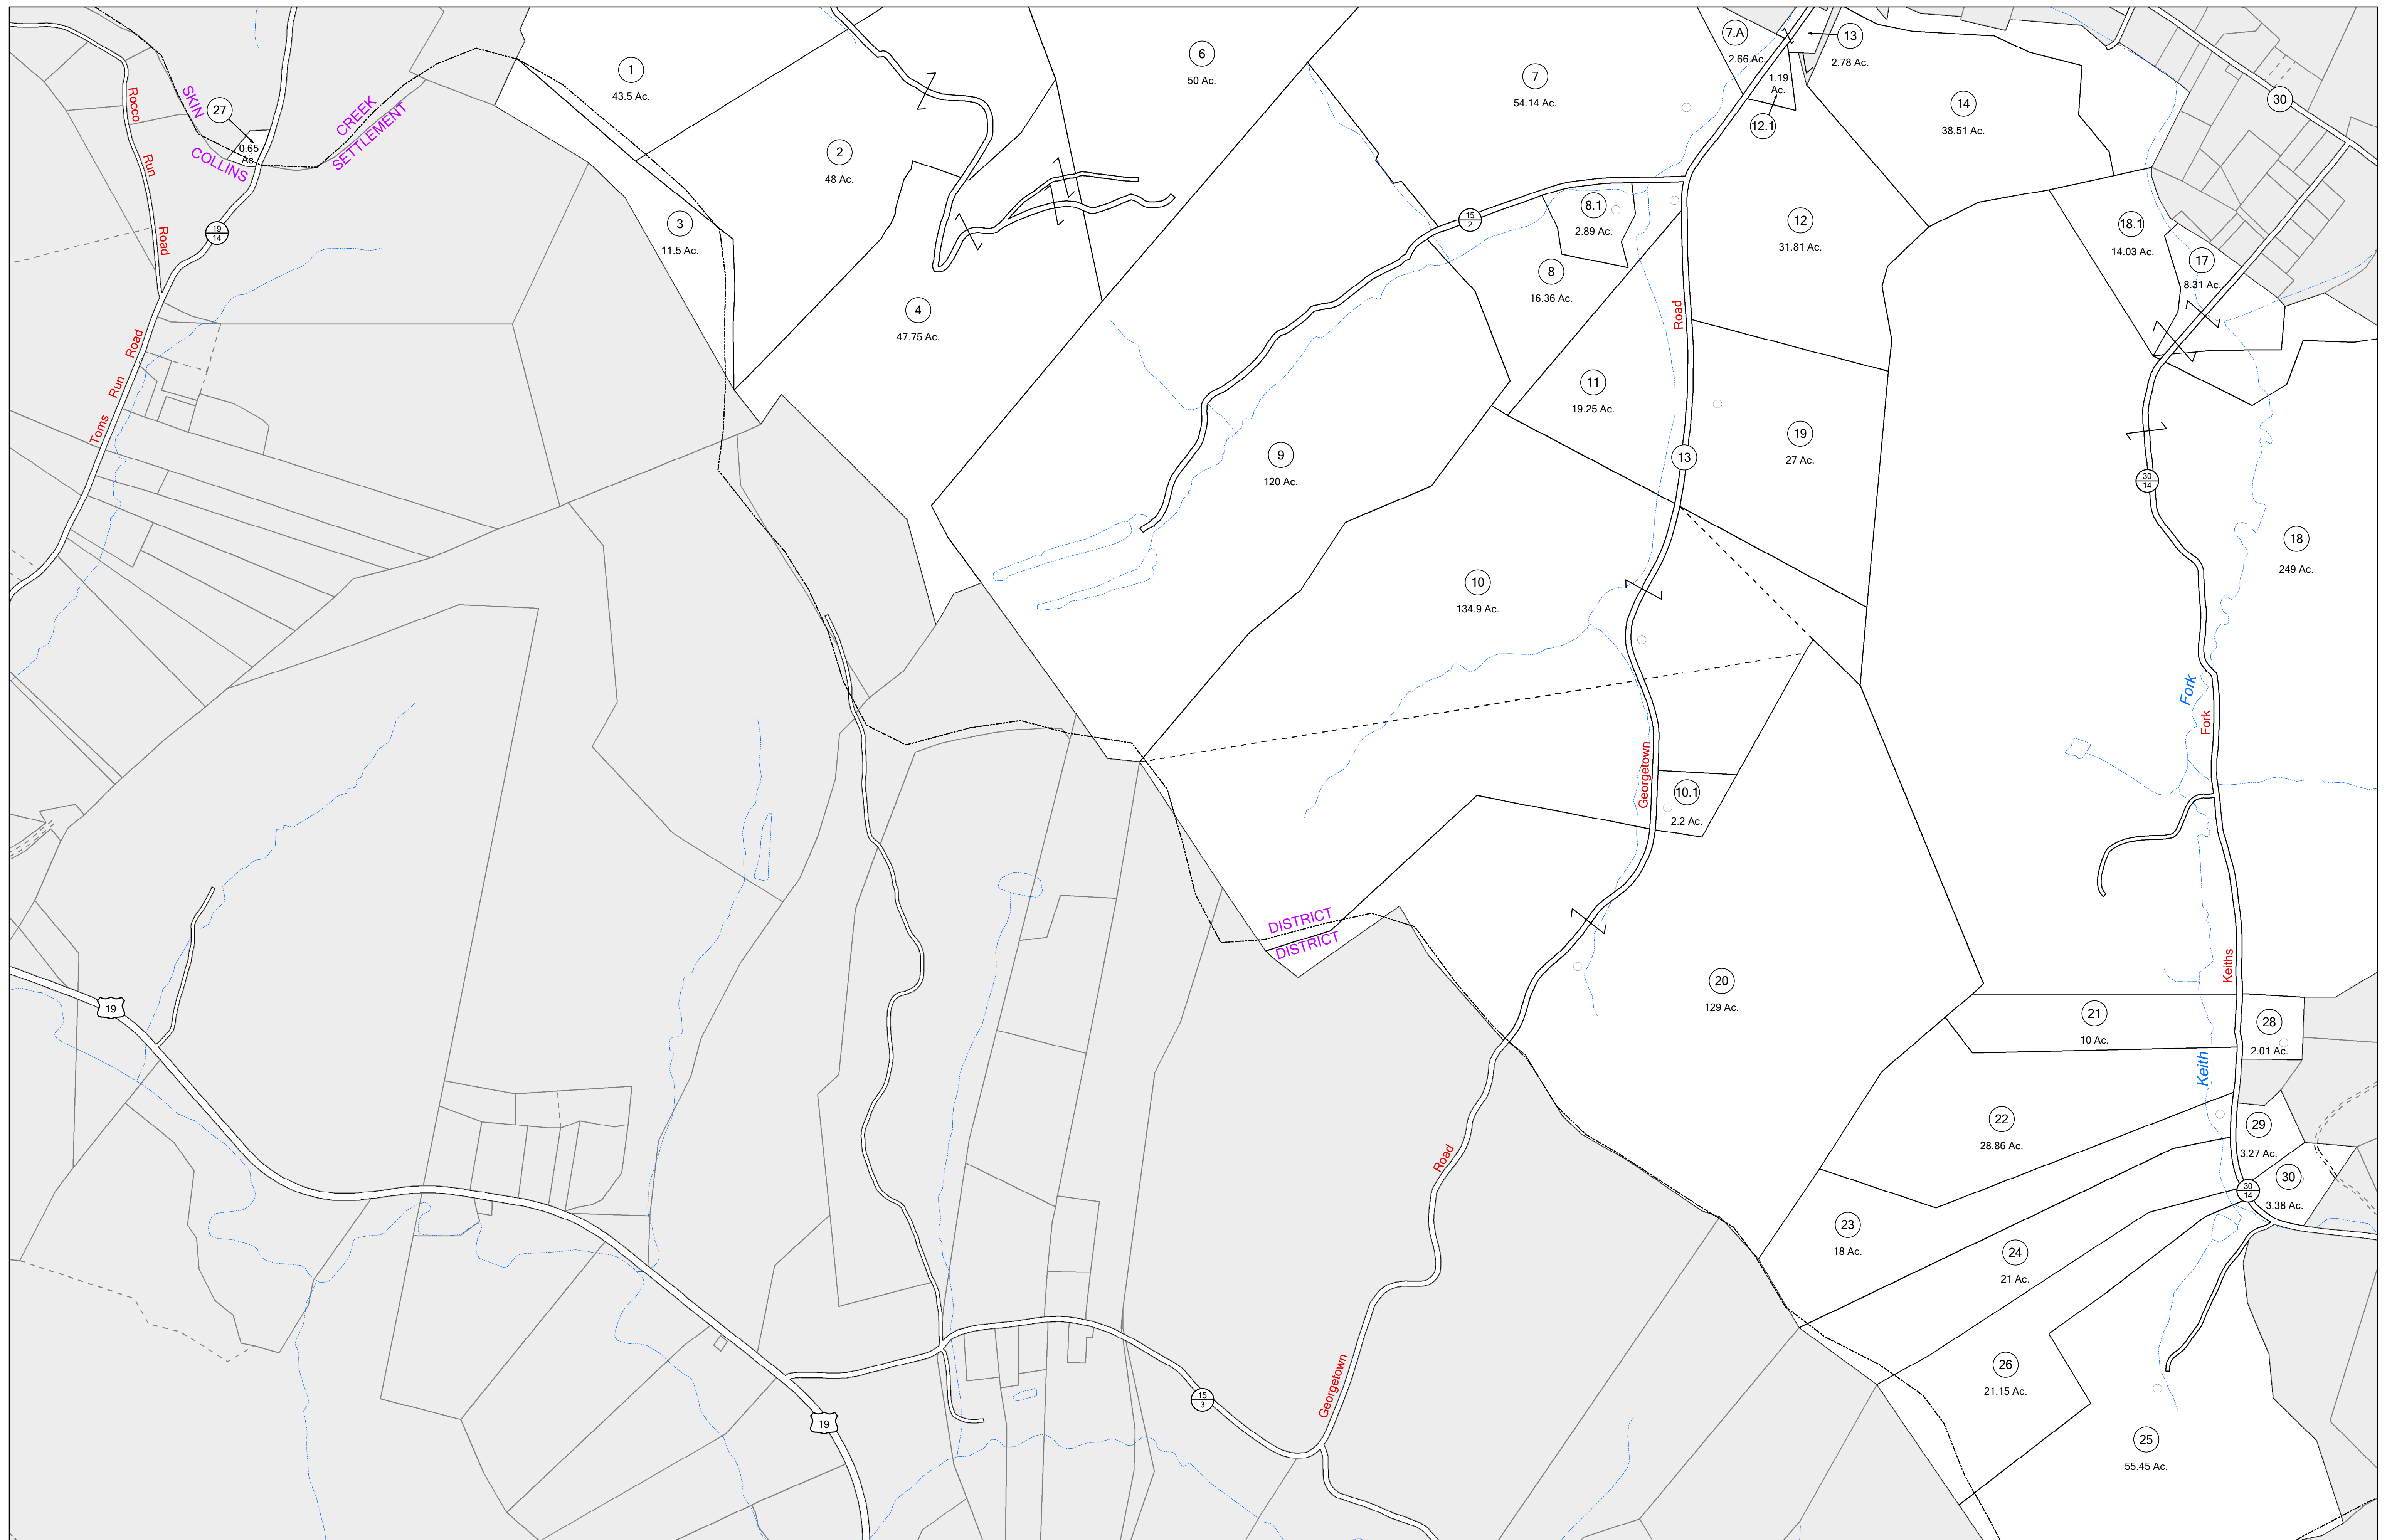 1
43.5 Ac.
6
50 Ac.
7
54.14 Ac.
7.A
2.66 Ac.
13
2.78 Ac.
1.19
Ac.
12.1
14
38.51 Ac.
30
Rocco
Run
Road
SKIN
CREEK
COLLINS
SETTLEMENT
27
0.65
Ac.
2
48 Ac.
3
11.5 Ac.
19
14
15
2
8.1
2.89 Ac.
8
16.36 Ac.
12
31.81 Ac.
18.1
14.03 Ac.
17
8.31 Ac.
4
47.75 Ac.
Road
Toms
Run
Road
11
19.25 Ac.
19
27 Ac.
9
120 Ac.
13
30
14
18
249 Ac.
10
134.9 Ac.
Fork
Fork
Georgetown
10.1
2.2 Ac.
DISTRICT
DISTRICT
Keiths
19
20
129 Ac.
21
10 Ac.
28
2.01 Ac.
Keith
22
28.86 Ac.
29
3.27 Ac.
Road
30
3.38 Ac.
30
14
23
18 Ac.
24
21 Ac.
26
21.15 Ac.
Georgetown
15
3
19
25
55.45 Ac.